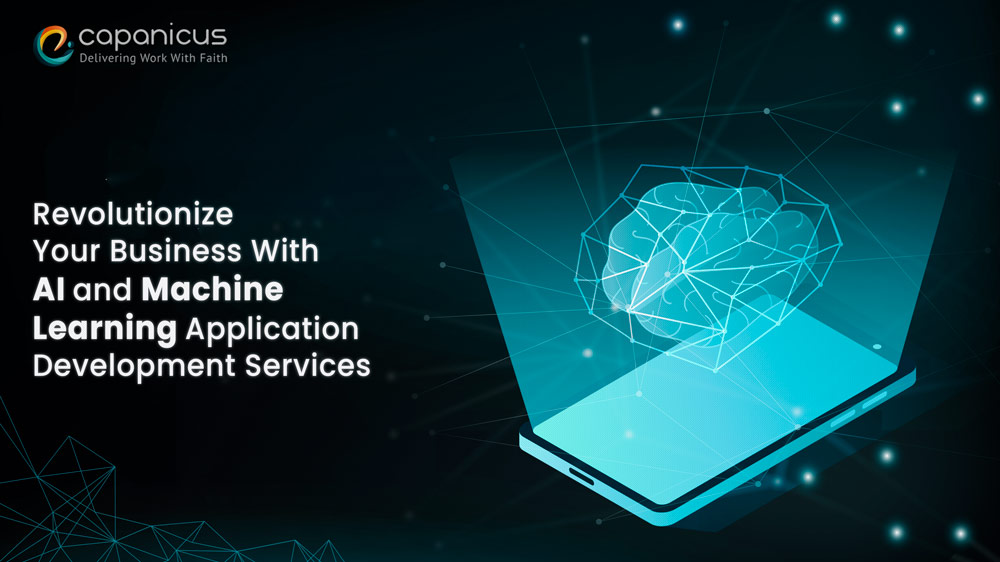 capanicus
Delivering Work With Faith
Revolutionize
Your Business With
AI and Machine
Learning Application
Development Services